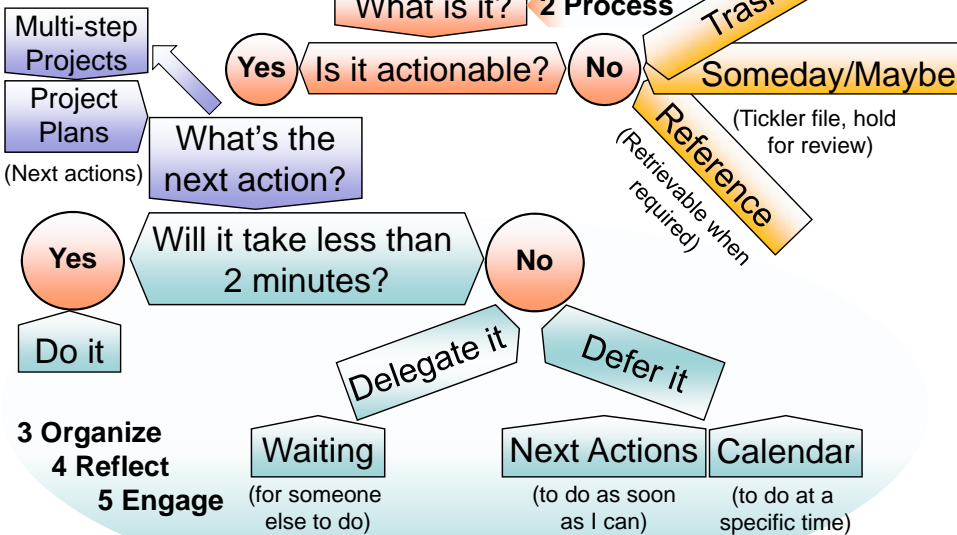 What is it?
2 Process
Multi-step
Projects
Yes
Is it actionable?
No
Trash
Someday/Maybe
(Tickler file, hold
for review)
Project
Plans
(Next actions)
What’s the
next action?
Reference
(Retrievable when
required)
Yes
Will it take less than
2 minutes?
No
Do it
Delegate it
Defer it
3 Organize
4 Reflect
5 Engage
Waiting
(for someone
else to do)
Next Actions
(to do as soon
as I can)
Calendar
(to do at a
specific time)